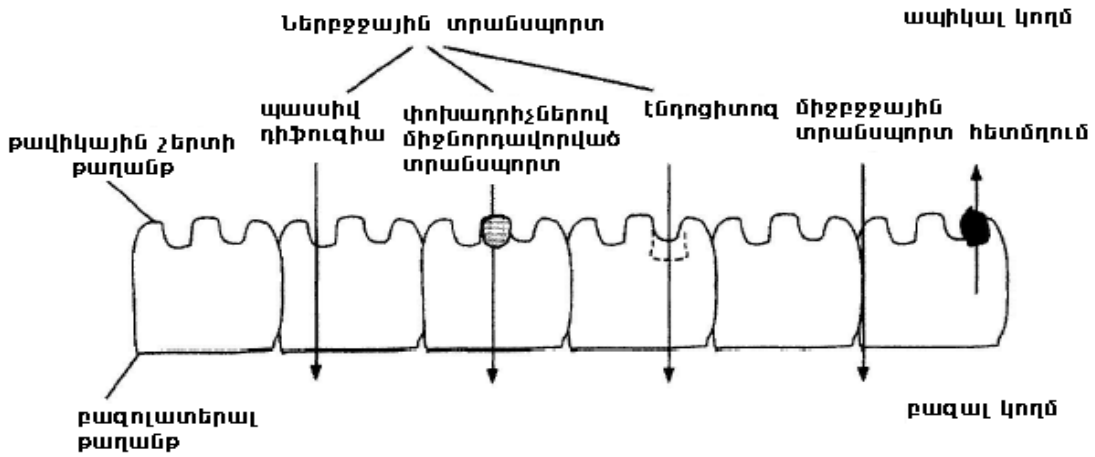 Ներբջջային տրանսպորտ
ապիկալ կողմ
պասսիվ
դիֆուզիա
փոխադրիչներով
միջնորդավորված
տրանսպորտ
էնդոցիտոզ
միջբջջային
տրանսպորտ
հետմղում
թավիկային շերտի
թաղանթ
բազոլատերալ
թաղանթ
բազալ կողմ